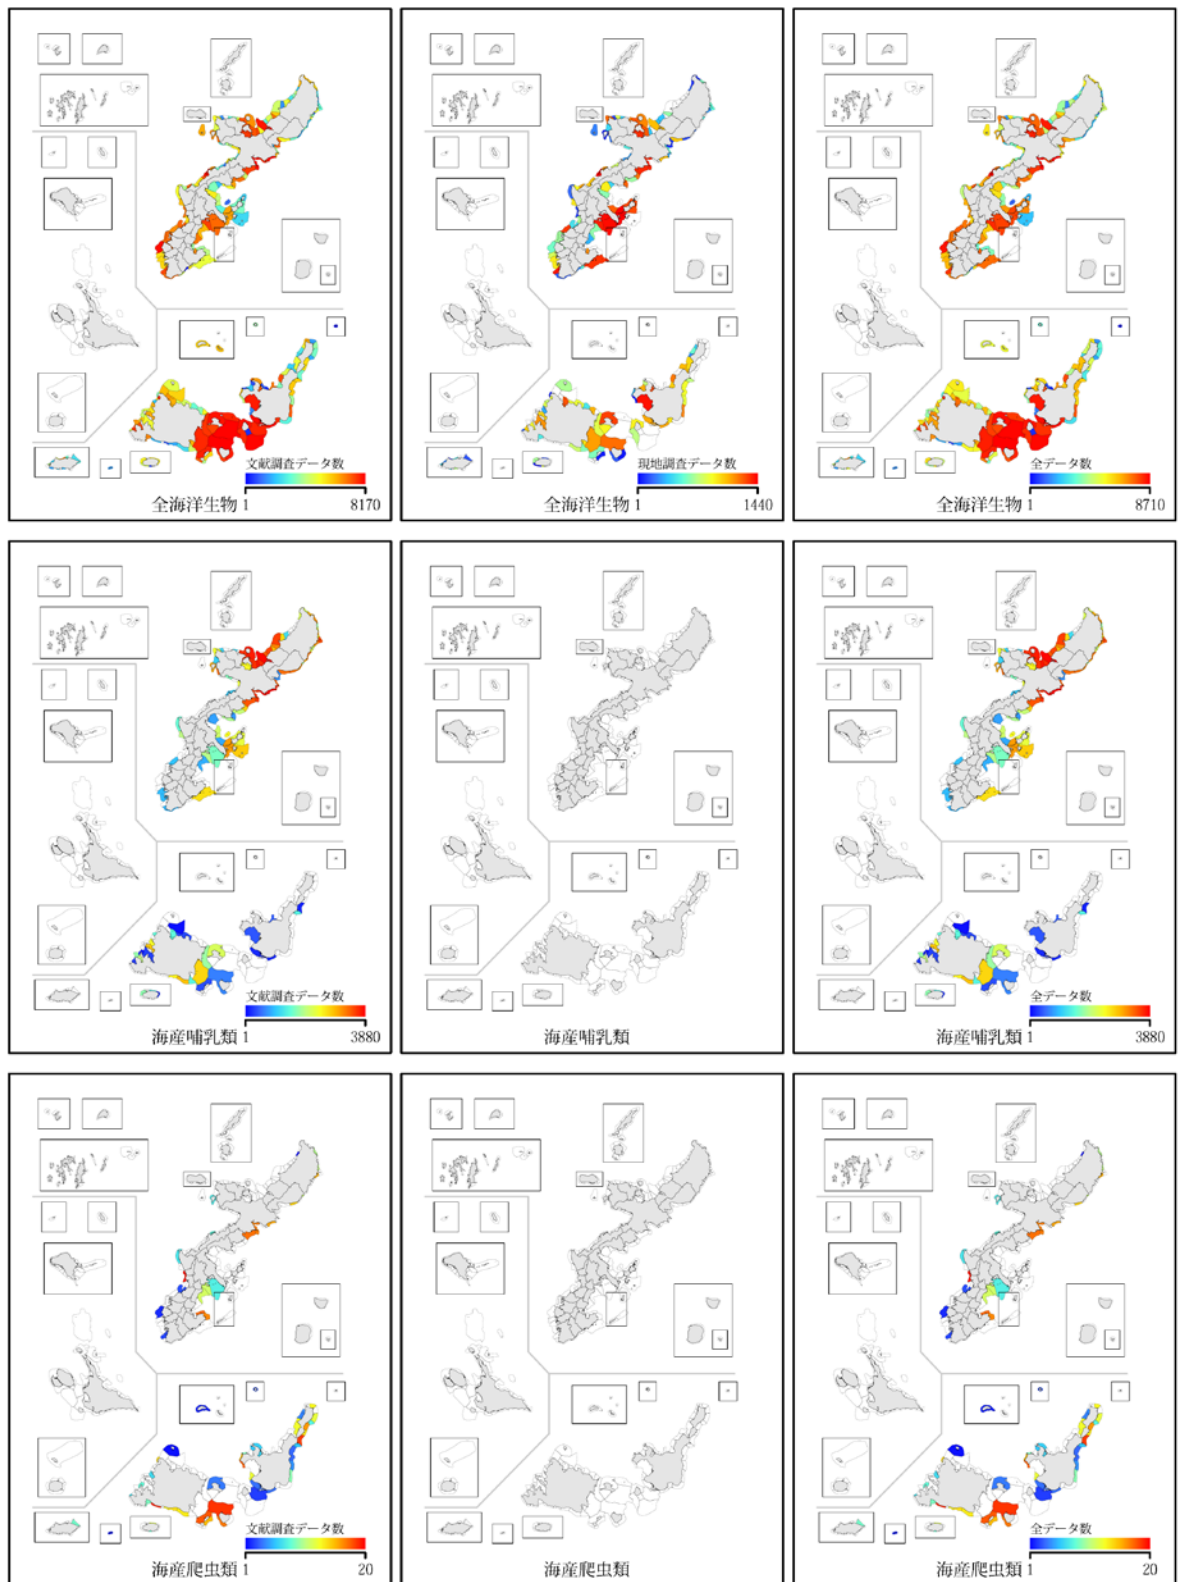 文献調査データ数
全海洋生物 1 8170
現地調査データ数
全海洋生物 1 1440
全データ数
全海洋生物 1 8710
文献調査データ数
海産哺乳類 1 3880
海産哺乳類
全データ数
海産哺乳類 1 3880
文献調査データ数
海産爬虫類 1 20
海産爬虫類
全データ数
海産爬虫類 1 20